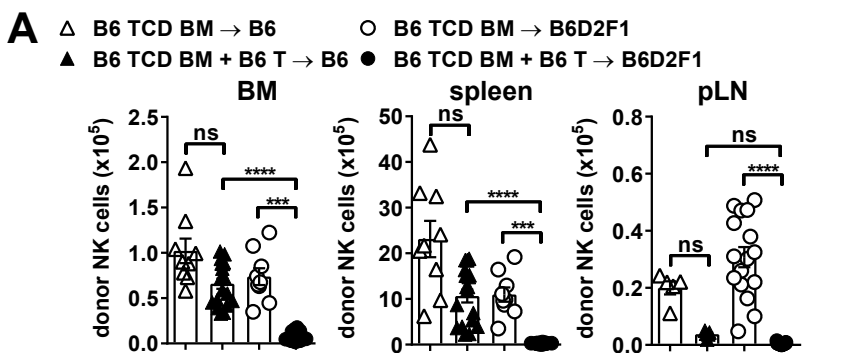 A
B6 TCD BM → B6
B6 TCD BM → B6D2F1
B6 TCD BM + B6 T → B6
B6 TCD BM + B6 T → B6D2F1
BM
donor NK cells (x10⁵)
2.5
2.0
1.5
1.0
0.5
0.0
ns
****
***
spleen
donor NK cells (x10⁵)
50
40
30
20
10
0
ns
****
***
pLN
donor NK cells (x10⁵)
0.8
0.6
0.4
0.2
0.0
ns
****
ns